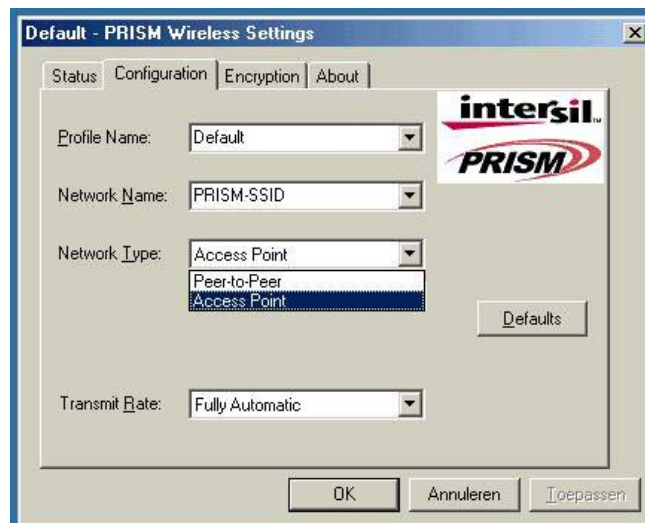 Default - PRISM Wireless Settings
Status Configuration Encryption About
intersil™
PRISM
Profile Name: Default
Network Name: PRISM-SSID
Network Type: Access Point
Peer-to-Peer
Access Point
Defaults
Transmit Rate: Fully Automatic
OK Annuleren Toepassen